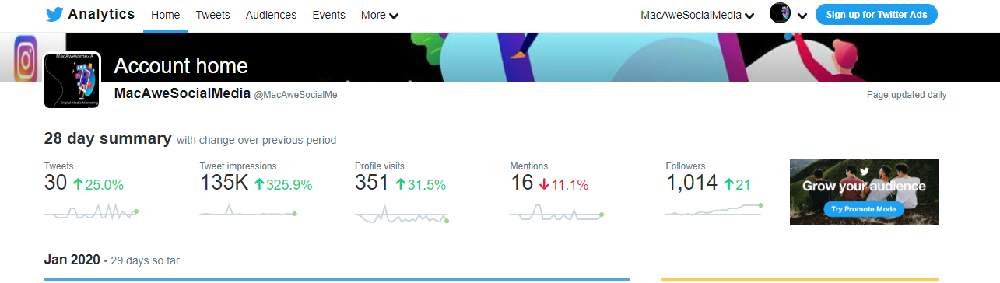 Analytics Home Tweets Audiences Events More MacAweSocialMedia Sign up for Twitter Ads
MacAwesomeZA
Digital Media Marketing
Account home
MacAweSocialMedia @MacAweSocialMe Page updated daily
28 day summary with change over previous period
Tweets Tweet impressions Profile visits Mentions Followers
30 25.0% 135K 325.9% 351 31.5% 16 11.1% 1,014 21
Grow your audience
Try Promote Mode
Jan 2020 • 29 days so far...